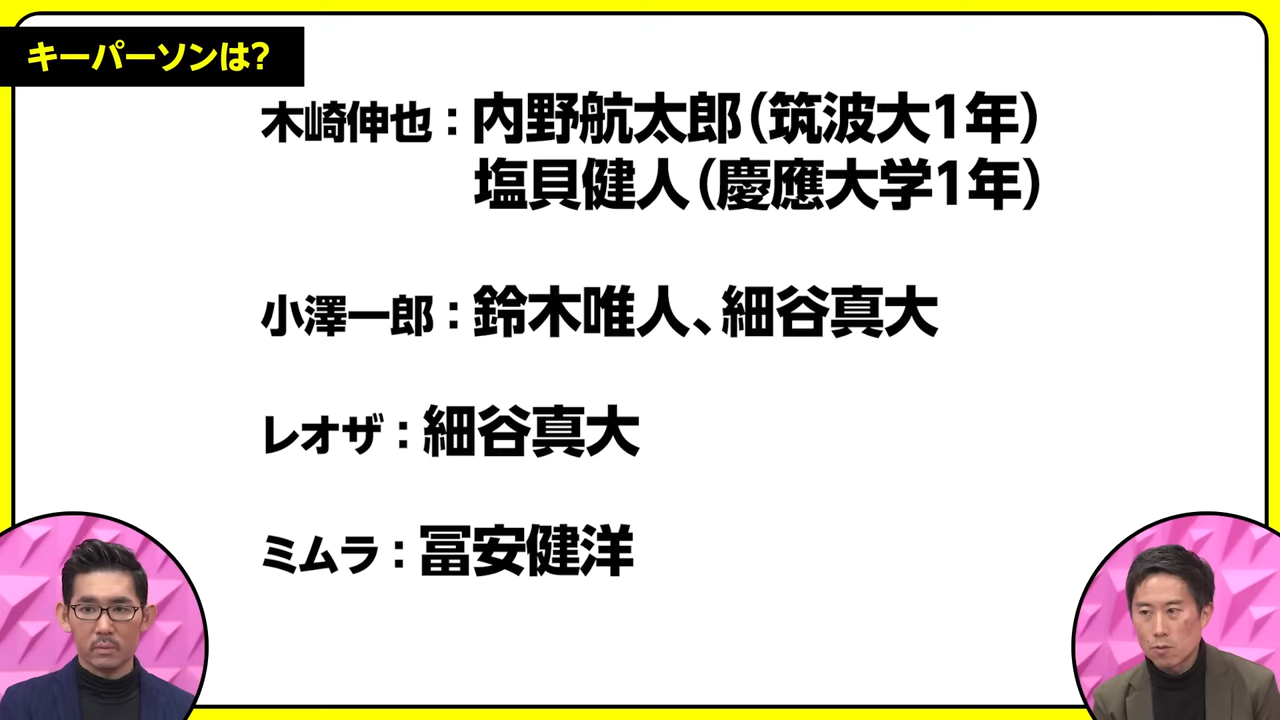 キーパーソンは?
木崎伸也:内野航太郎(筑波大1年)
塩貝健人(慶應大学1年)
小澤一郎:鈴木唯人、細谷真大
レオザ:細谷真大
ミムラ:冨安健洋